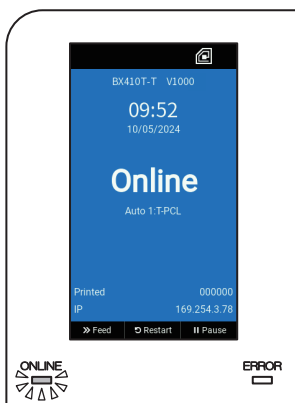 BX410T-T V1000
09:52
10/05/2024
Online
Auto 1:T-PCL
Printed 000000
IP 169.254.3.78
Feed Restart Pause
ONLINE ERROR